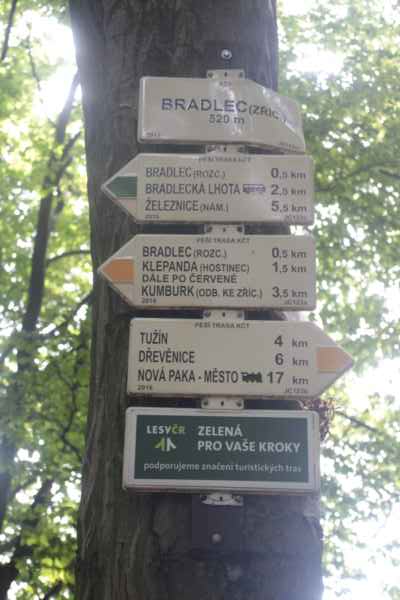 BRADLEC (ZŘÍC.)
520 m
PĚŠÍ TRASA KČT
BRADLEC (ROZC.) 0,5 km
BRADLECKÁ LHOTA 2,5 km
ŽELEZNICE (NÁM.) 5,5 km
PĚŠÍ TRASA KČT
BRADLEC (ROZC.) 0,5 km
KLEPANDA (HOSTINEC) 1,5 km
DÁLE PO ČERVENÉ
KUMBURK (ODB. KE ZŘÍC.) 3,5 km
2016
PĚŠÍ TRASA KČT
TUŽÍN 4 km
DŘEVĚNICE 6 km
NOVÁ PAKA - MĚSTO 17 km
2016
LESY ČR
ZELENÁ
PRO VAŠE KROKY
podporujeme značení turistických tras